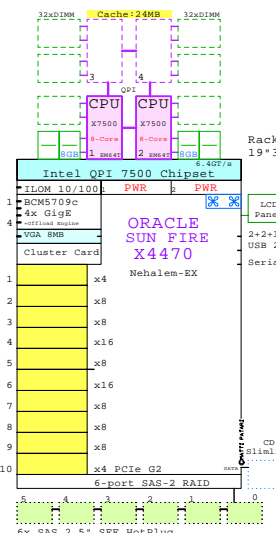 32xDIMM Cache:24MB 32xDIMM
3 4
QPI
CPU CPU
X7500 X7500
8-Core 8-Core
8GB 1 EM64T 2 EM64T 8GB
6.4GT/s
Intel QPI 7500 Chipset
ILOM 10/100 1 PWR 2 PWR
1 BCM5709c
4x GigE
4 -Offload Engine
VGA 8MB
Cluster Card
ORACLE
SUN FIRE
X4470
Nehalem-EX
Rack
19"3
LCD
Pane
2+2+1
USB 2
Seria
1 x4
2 x8
3 x8
4 x16
5 x8
6 x16
7 x8
8 x8
9 x8
10 x4 PCIe G2
SATA
CD
Slimli
6-port SAS-2 RAID
5 4 3 2 1 0
6x SAS 2.5" SFF HotPlug